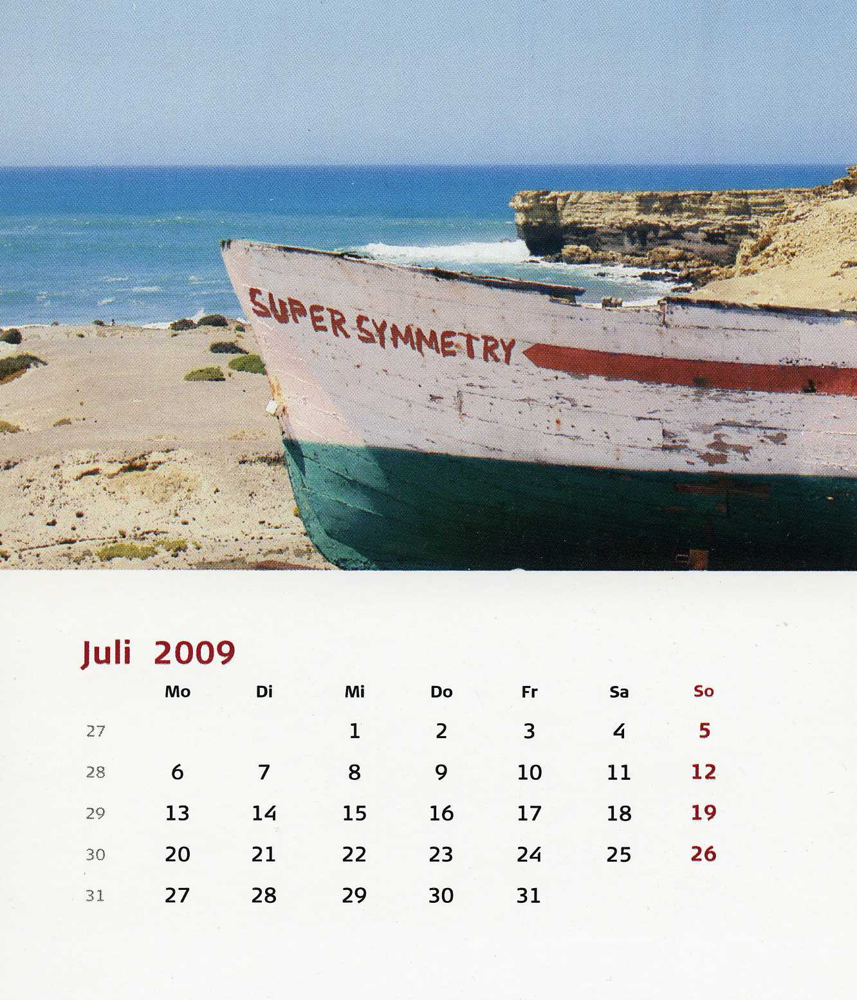 SUPER SYMMETRY
Juli 2009
Mo Di Mi Do Fr Sa So
27 1 2 3 4 5
28 6 7 8 9 10 11 12
29 13 14 15 16 17 18 19
30 20 21 22 23 24 25 26
31 27 28 29 30 31